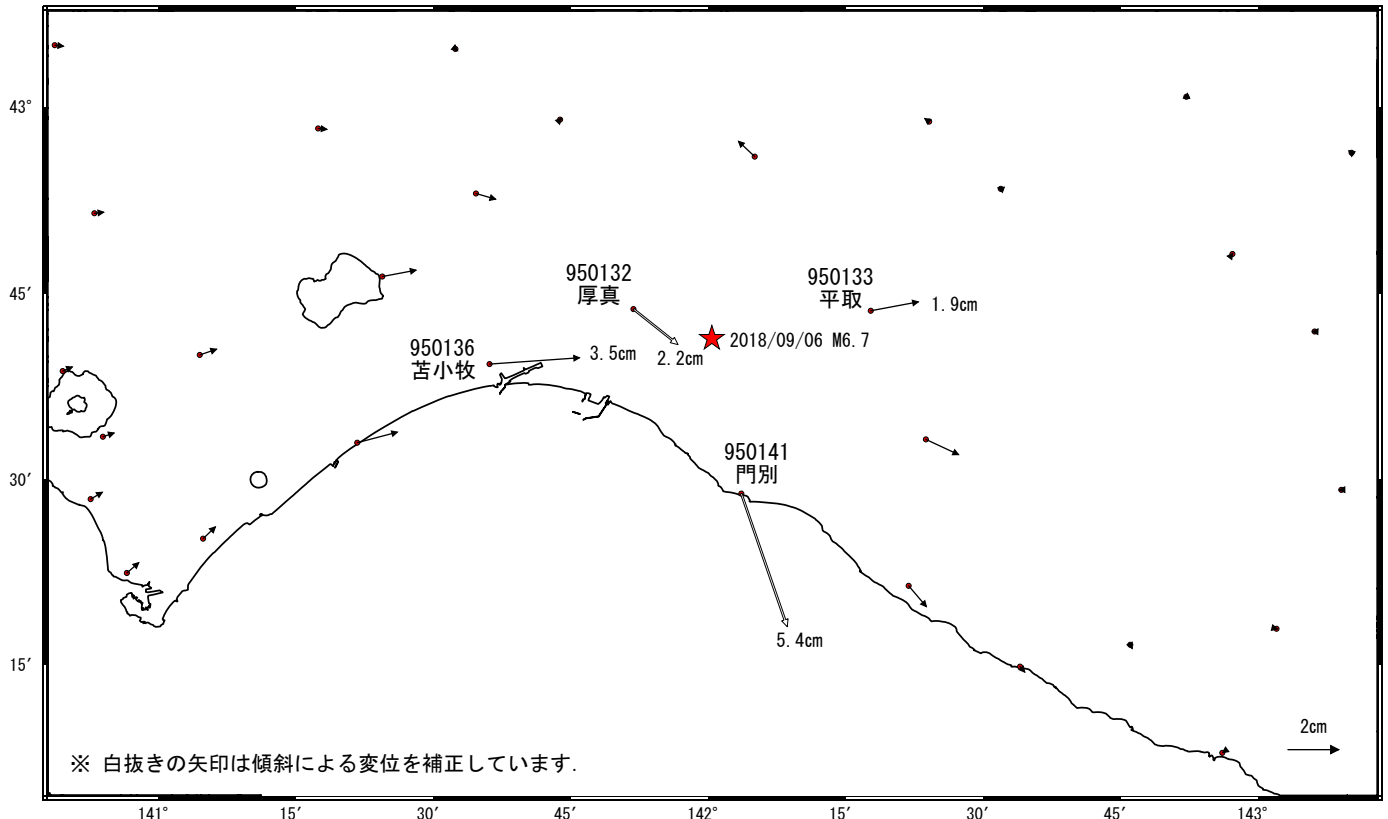 43°
950132
厚真
950133
平取
1.9cm
45′
2018/09/06 M6.7
950136
苫小牧
3.5cm
2.2cm
950141
門別
30′
5.4cm
15′
2cm
※ 白抜きの矢印は傾斜による変位を補正しています.
141° 15′ 30′ 45′ 142° 15′ 30′ 45′ 143°